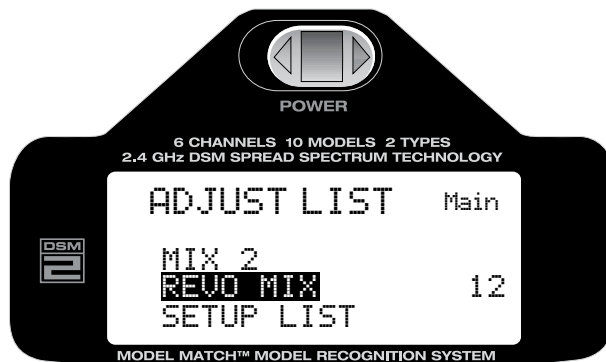 POWER
6 CHANNELS 10 MODELS 2 TYPES
2.4 GHz DSM SPREAD SPECTRUM TECHNOLOGY
ADJUST LIST Main
MIX 2
REVO MIX 12
SETUP LIST
DSM
2
MODEL MATCH™ MODEL RECOGNITION SYSTEM